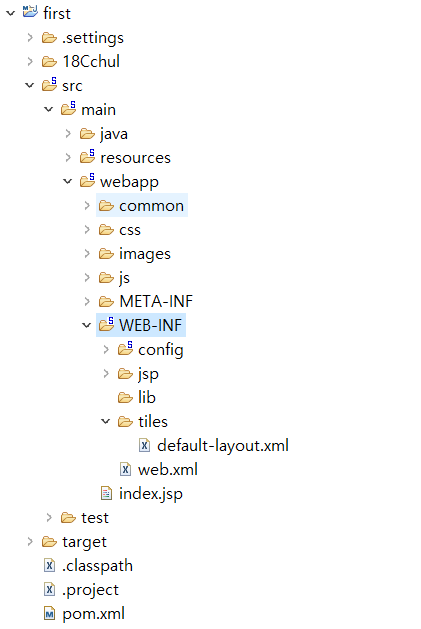 first
.settings
18Cchul
src
main
java
resources
webapp
common
css
images
js
META-INF
WEB-INF
config
jsp
lib
tiles
default-layout.xml
web.xml
index.jsp
test
target
.classpath
.project
pom.xml